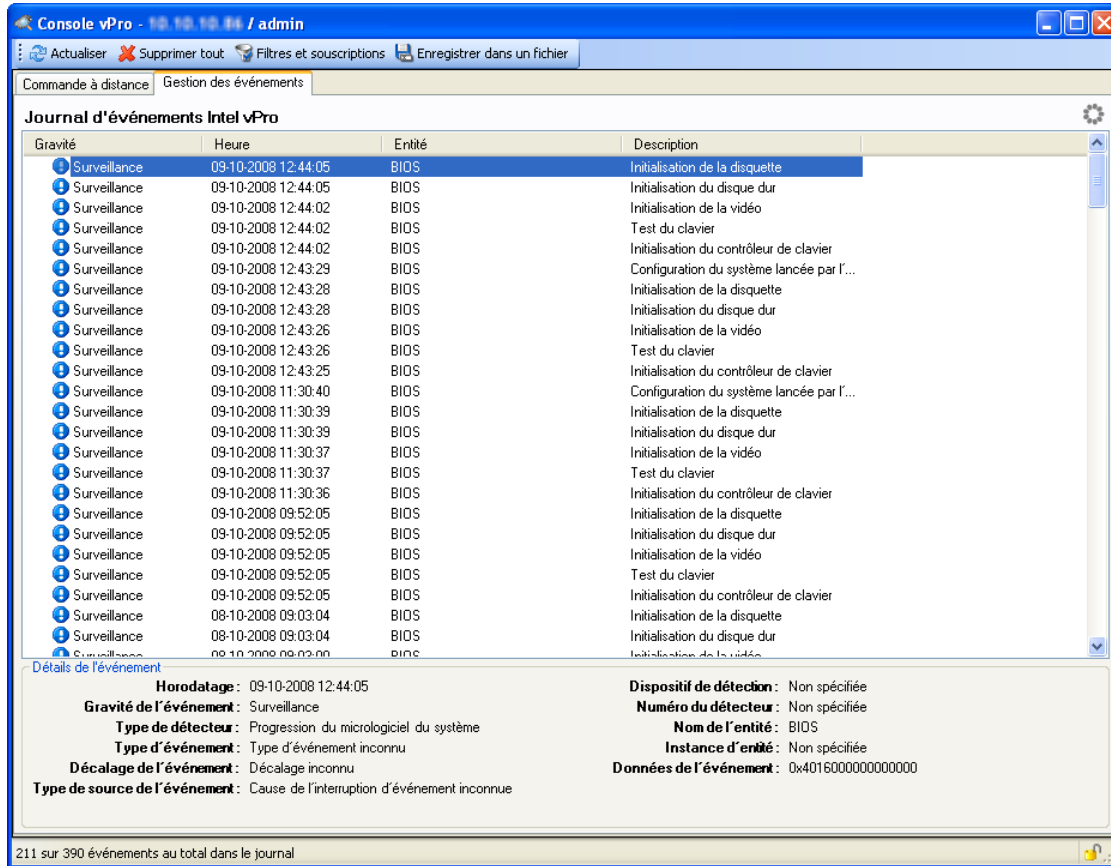 Console vPro - / admin
Actualiser Supprimer tout Filtres et souscriptions Enregistrer dans un fichier
Commande à distance Gestion des événements
Journal d'événements Intel vPro
Gravité Heure Entité Description
Surveillance 09-10-2008 12:44:05 BIOS Initialisation de la disquette
Surveillance 09-10-2008 12:44:05 BIOS Initialisation du disque dur
Surveillance 09-10-2008 12:44:02 BIOS Initialisation de la vidéo
Surveillance 09-10-2008 12:44:02 BIOS Test du clavier
Surveillance 09-10-2008 12:44:02 BIOS Initialisation du contrôleur de clavier
Surveillance 09-10-2008 12:43:29 BIOS Configuration du système lancée par l´...
Surveillance 09-10-2008 12:43:28 BIOS Initialisation de la disquette
Surveillance 09-10-2008 12:43:28 BIOS Initialisation du disque dur
Surveillance 09-10-2008 12:43:26 BIOS Initialisation de la vidéo
Surveillance 09-10-2008 12:43:26 BIOS Test du clavier
Surveillance 09-10-2008 12:43:25 BIOS Initialisation du contrôleur de clavier
Surveillance 09-10-2008 11:30:40 BIOS Configuration du système lancée par l´...
Surveillance 09-10-2008 11:30:39 BIOS Initialisation de la disquette
Surveillance 09-10-2008 11:30:39 BIOS Initialisation du disque dur
Surveillance 09-10-2008 11:30:37 BIOS Initialisation de la vidéo
Surveillance 09-10-2008 11:30:37 BIOS Test du clavier
Surveillance 09-10-2008 11:30:36 BIOS Initialisation du contrôleur de clavier
Surveillance 09-10-2008 09:52:05 BIOS Initialisation de la disquette
Surveillance 09-10-2008 09:52:05 BIOS Initialisation du disque dur
Surveillance 09-10-2008 09:52:05 BIOS Initialisation de la vidéo
Surveillance 09-10-2008 09:52:05 BIOS Test du clavier
Surveillance 09-10-2008 09:52:05 BIOS Initialisation du contrôleur de clavier
Surveillance 08-10-2008 09:03:04 BIOS Initialisation de la disquette
Surveillance 08-10-2008 09:03:04 BIOS Initialisation du disque dur
Surveillance 08-10-2008 09:03:00 BIOS Initialisation de la vidéo
Détails de l'événement
Horodatage : 09-10-2008 12:44:05 Dispositif de détection : Non spécifiée
Gravité de l´événement : Surveillance Numéro du détecteur : Non spécifiée
Type de détecteur : Progression du micrologiciel du système Nom de l´entité : BIOS
Type d´événement : Type d´événement inconnu Instance d´entité : Non spécifiée
Décalage de l´événement : Décalage inconnu Données de l´événement : 0x4016000000000000
Type de source de l´événement : Cause de l´interruption d´événement inconnue
211 sur 390 événements au total dans le journal